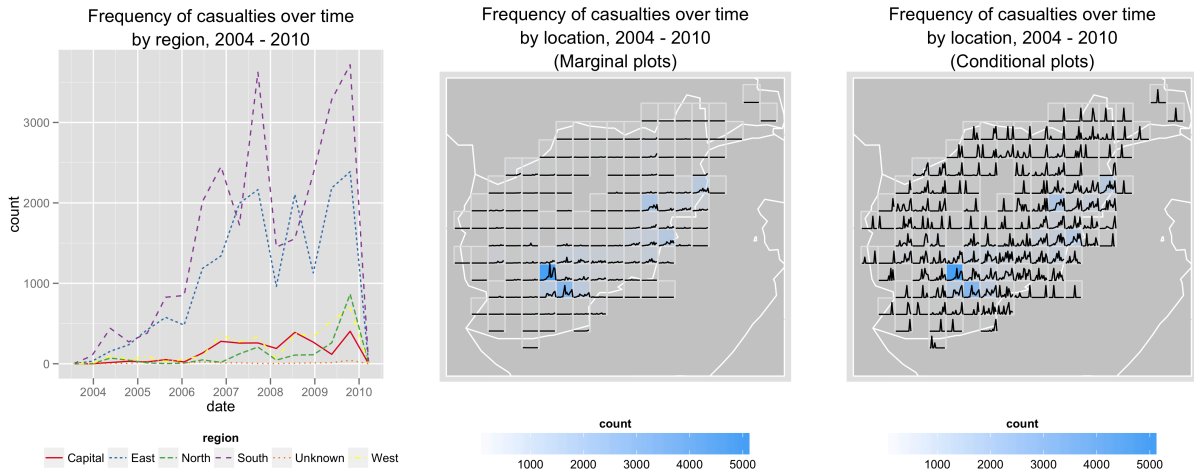 Frequency of casualties over time
by region, 2004 - 2010
count
3000
2000
1000
0
2004 2005 2006 2007 2008 2009 2010
date
region
Capital East North South Unknown West
Frequency of casualties over time
by location, 2004 - 2010
(Marginal plots)
count
1000 2000 3000 4000 5000
Frequency of casualties over time
by location, 2004 - 2010
(Conditional plots)
count
1000 2000 3000 4000 5000